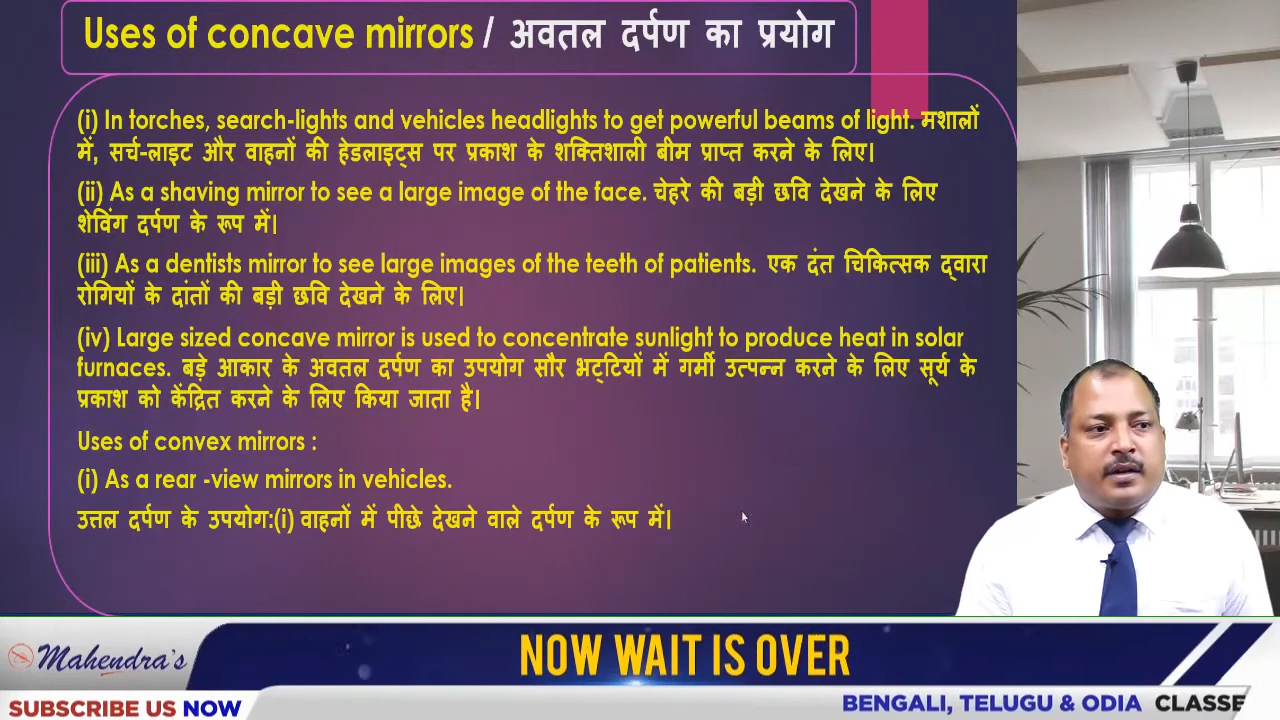 Uses of concave mirrors / अवतल दर्पण का प्रयोग
(i) In torches, search-lights and vehicles headlights to get powerful beams of light. मशालों
में, सर्च-लाइट और वाहनों की हेडलाइट्स पर प्रकाश के शक्तिशाली बीम प्राप्त करने के लिए।
(ii) As a shaving mirror to see a large image of the face. चेहरे की बड़ी छवि देखने के लिए
शेविंग दर्पण के रूप में।
(iii) As a dentists mirror to see large images of the teeth of patients. एक दंत चिकित्सक द्वारा
रोगियों के दांतों की बड़ी छवि देखने के लिए।
(iv) Large sized concave mirror is used to concentrate sunlight to produce heat in solar
furnaces. बड़े आकार के अवतल दर्पण का उपयोग सौर भट्टियों में गर्मी उत्पन्न करने के लिए सूर्य के
प्रकाश को केंद्रित करने के लिए किया जाता है।
Uses of convex mirrors :
(i) As a rear -view mirrors in vehicles.
उत्तल दर्पण के उपयोग:(i) वाहनों में पीछे देखने वाले दर्पण के रूप में।
Mahendra's
NOW WAIT IS OVER
SUBSCRIBE US NOW
BENGALI, TELUGU & ODIA CLASSE